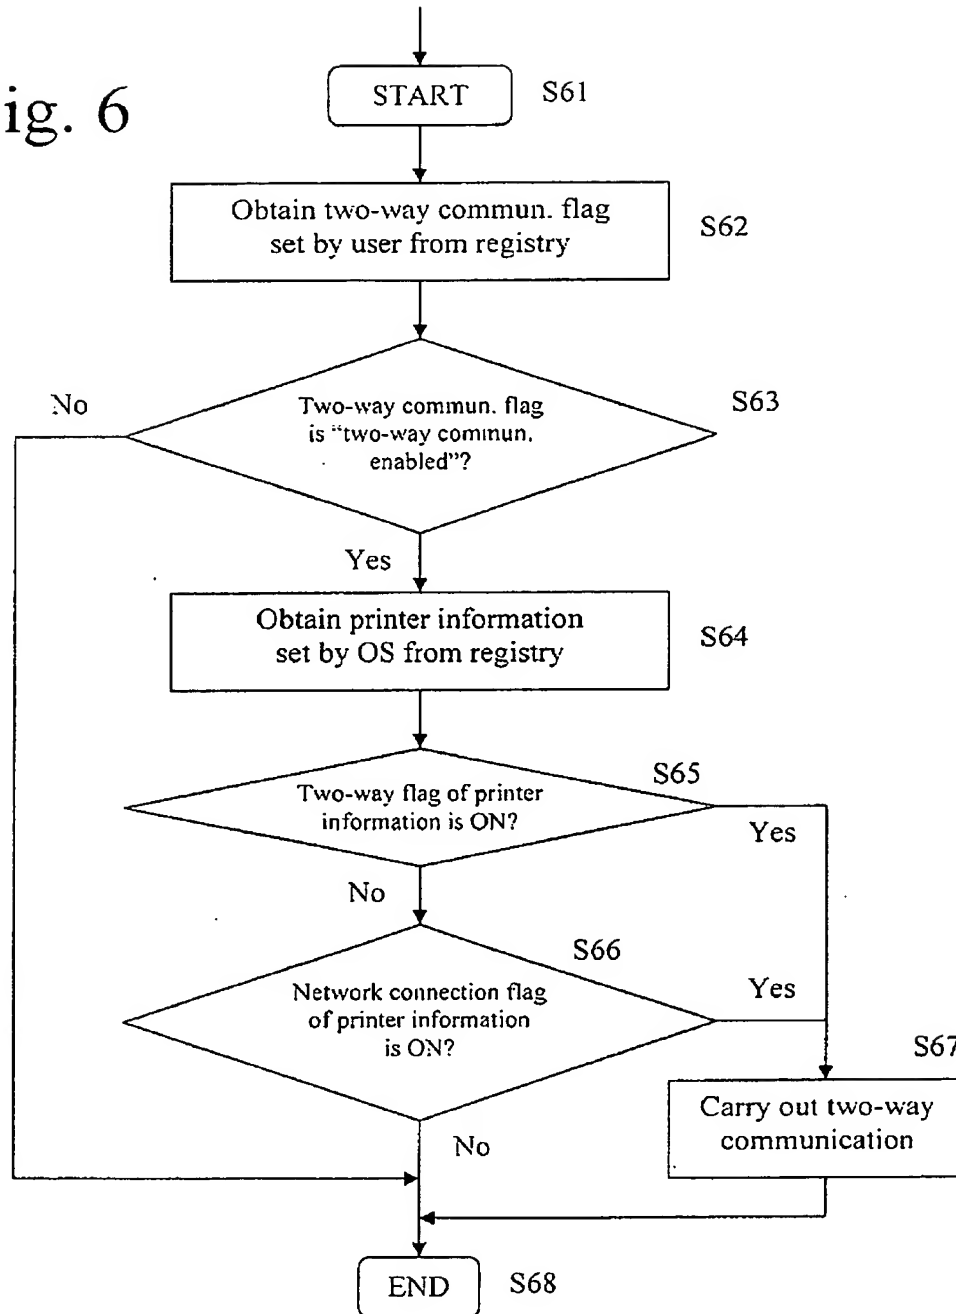 ig. 6
START
S61
Obtain two-way commun. flag
set by user from registry
S62
No
Two-way commun. flag
is "two-way commun.
enabled"?
S63
Yes
Obtain printer information
set by OS from registry
S64
Two-way flag of printer
information is ON?
S65
Yes
No
S66
Network connection flag
of printer information
is ON?
Yes
S67
Carry out two-way
communication
No
END
S68